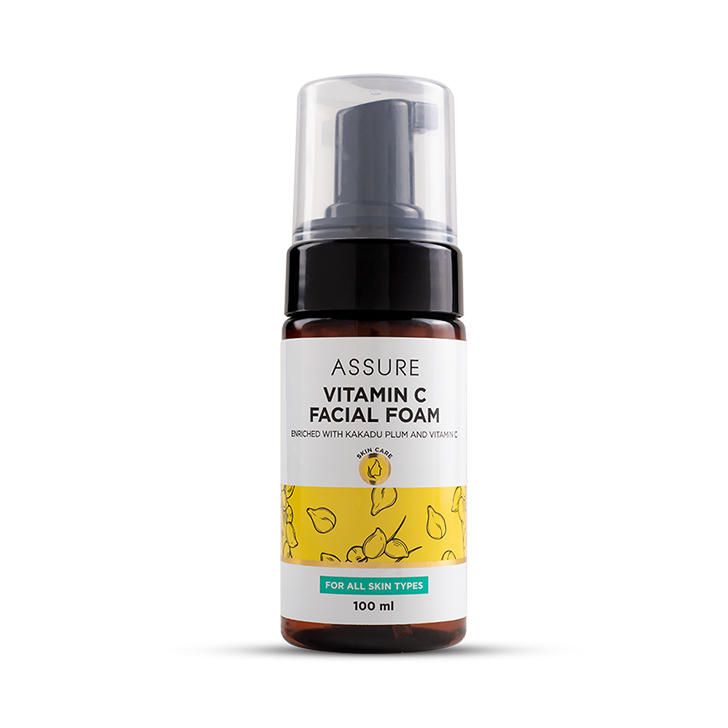 ASSURE
VITAMIN C
FACIAL FOAM
ENRICHED WITH KAKADU PLUM AND VITAMIN C
SKIN CARE
FOR ALL SKIN TYPES
100 ml